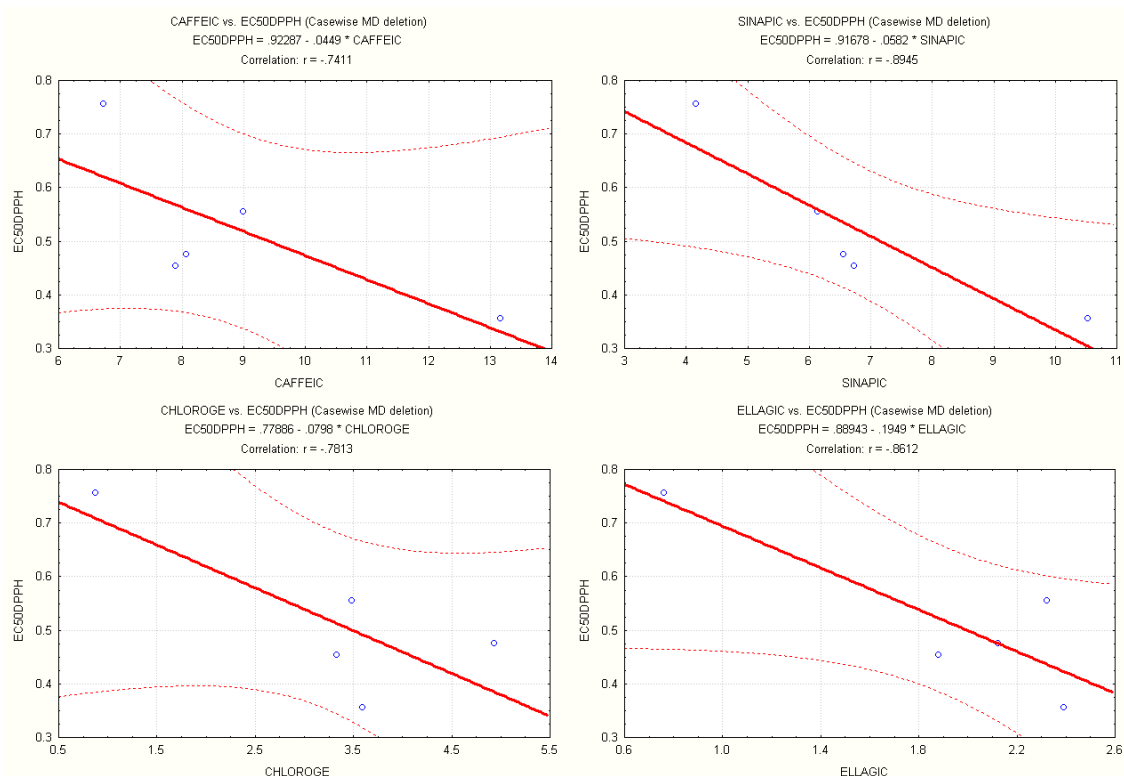 CAFFEIC vs. EC50DPPH (Casewise MD deletion)
EC50DPPH = .92287 - .0449 * CAFFEIC
Correlation: r = -.7411
0.8
0.7
0.6
0.5
0.4
0.3
EC50DPPH
6 7 8 9 10 11 12 13 14
CAFFEIC
SINAPIC vs. EC50DPPH (Casewise MD deletion)
EC50DPPH = .91678 - .0582 * SINAPIC
Correlation: r = -.8945
0.8
0.7
0.6
0.5
0.4
0.3
EC50DPPH
3 4 5 6 7 8 9 10 11
SINAPIC
CHLOROGE vs. EC50DPPH (Casewise MD deletion)
EC50DPPH = .77886 - .0798 * CHLOROGE
Correlation: r = -.7813
0.8
0.7
0.6
0.5
0.4
0.3
EC50DPPH
0.5 1.5 2.5 3.5 4.5 5.5
CHLOROGE
ELLAGIC vs. EC50DPPH (Casewise MD deletion)
EC50DPPH = .88943 - .1949 * ELLAGIC
Correlation: r = -.8612
0.8
0.7
0.6
0.5
0.4
0.3
EC50DPPH
0.6 1.0 1.4 1.8 2.2 2.6
ELLAGIC